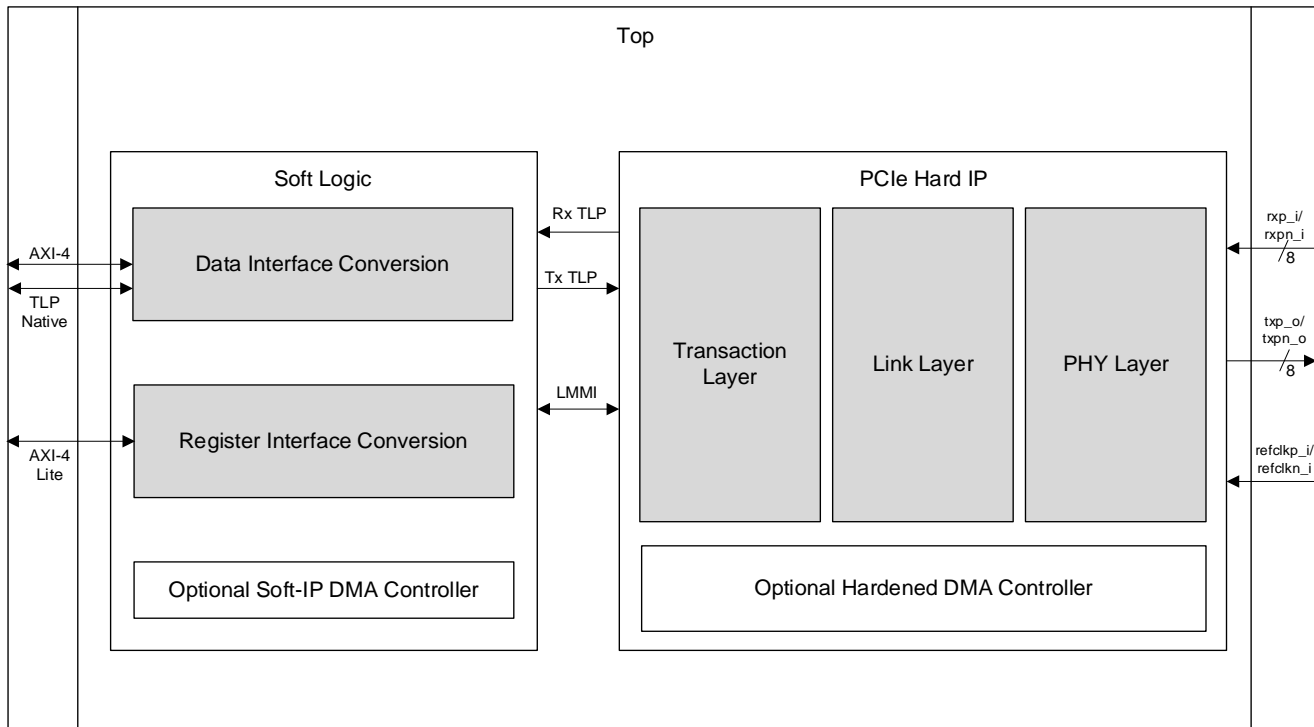 Top
Soft Logic
PCIe Hard IP
Data Interface Conversion
Register Interface Conversion
Optional Soft-IP DMA Controller
AXI-4
TLP
Native
AXI-4
Lite
Rx TLP
Tx TLP
LMMI
Transaction
Layer
Link Layer
PHY Layer
Optional Hardened DMA Controller
rxp_i/
rxpn_i
8
txp_o/
txpn_o
8
refclkp_i/
refclkn_i